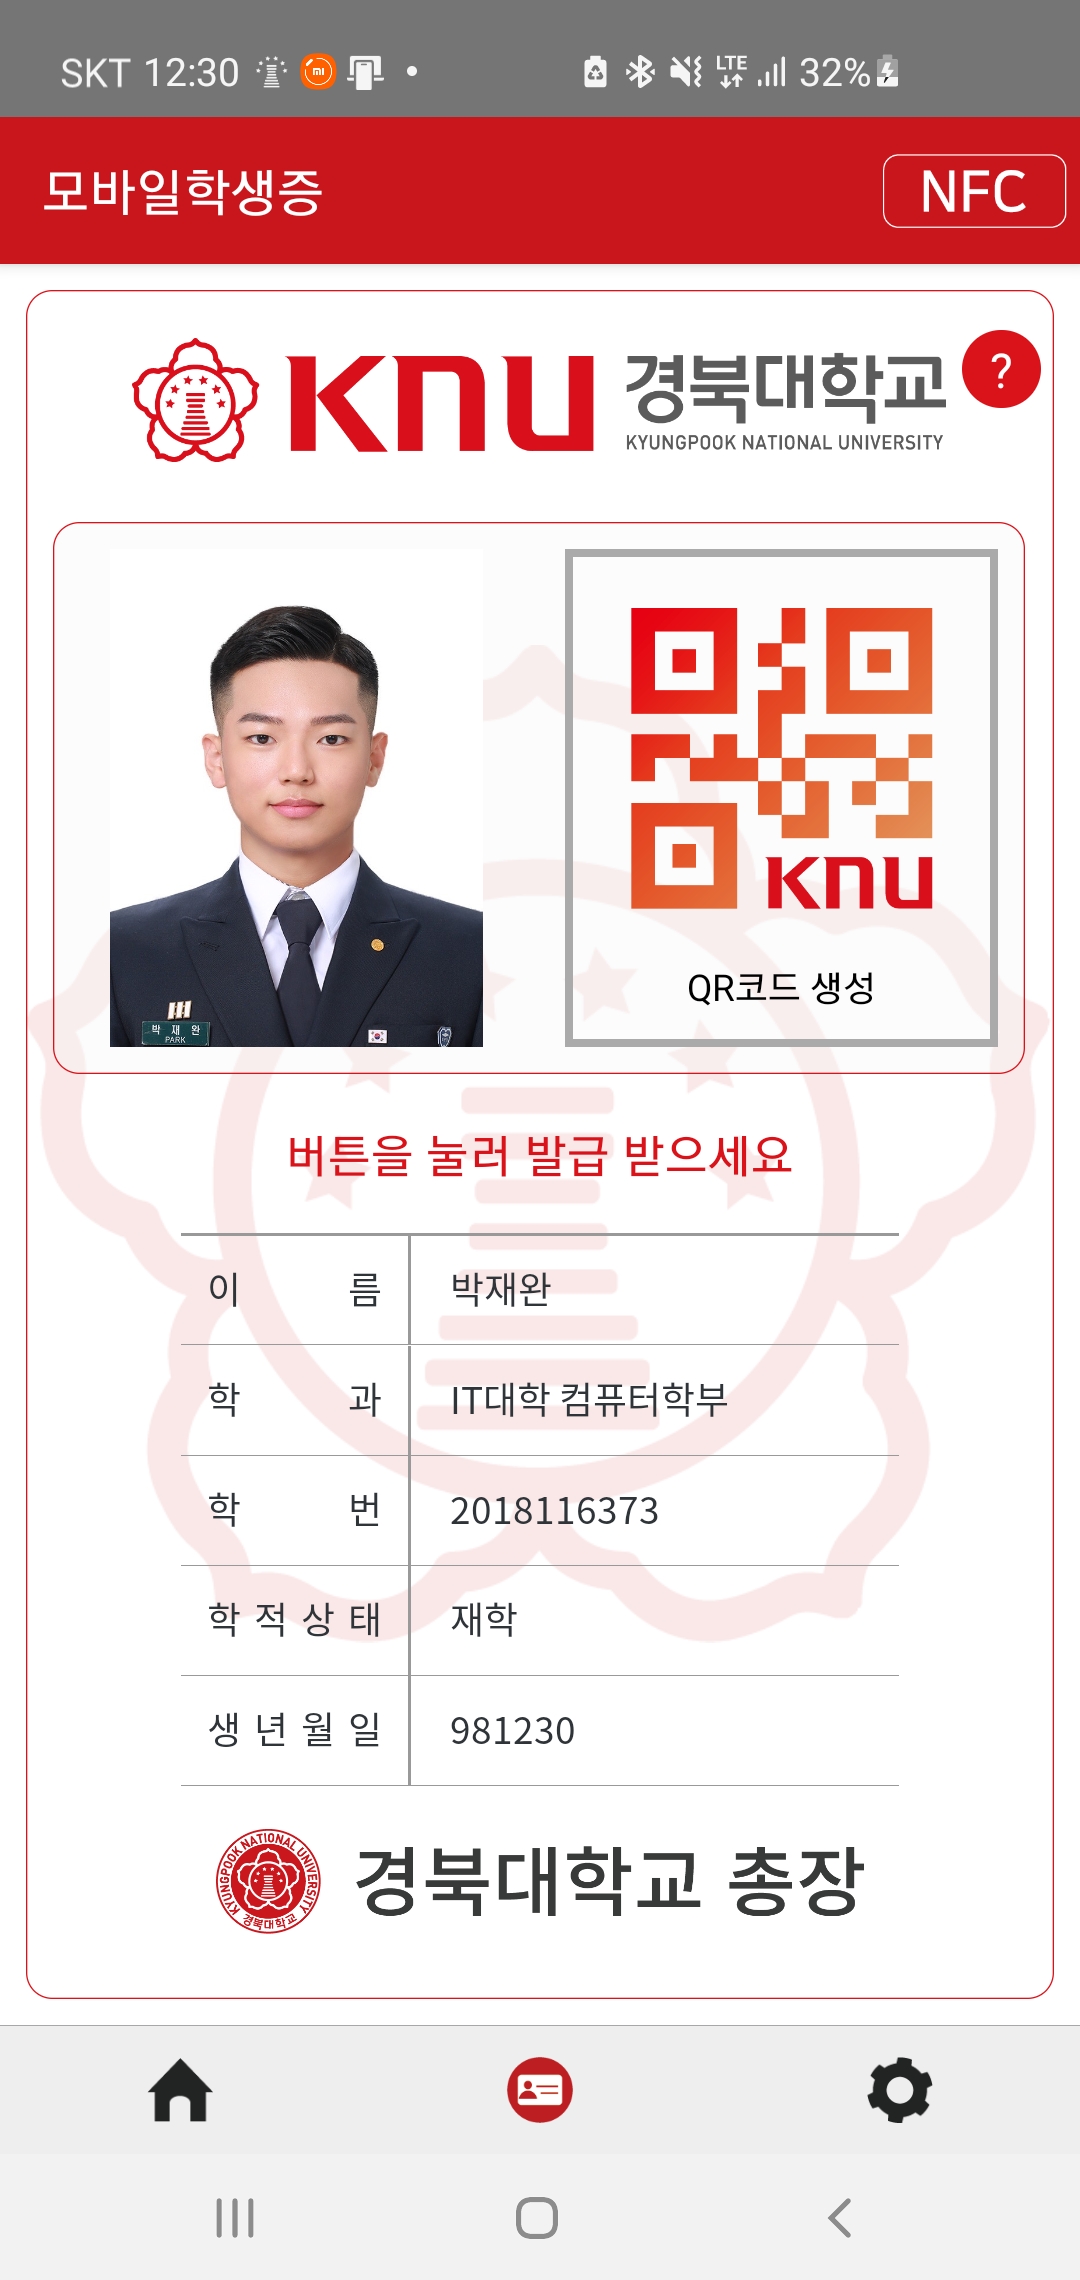 SKT 12:30 LTE 32%
모바일학생증
NFC
KNU 경북대학교 ?
KYUNGPOOK NATIONAL UNIVERSITY
KNU
QR코드 생성
박 재 완
PARK
버튼을 눌러 발급 받으세요
이 름 박재완
학 과 IT대학 컴퓨터학부
학 번 2018116373
학 적 상 태 재학
생 년 월 일 981230
KYUNGPOOK NATIONAL UNIVERSITY
경북대학교
경북대학교 총장